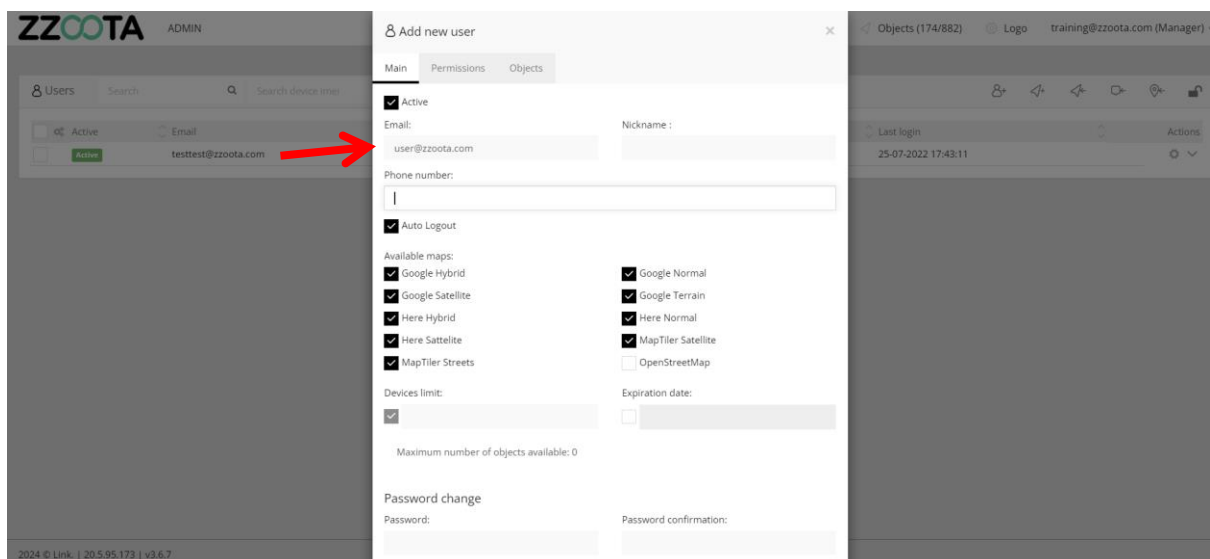 ZZOOTA ADMIN
Objects (174/882) Logo training@zzoota.com (Manager)
Users Search Search device imei
Active Email Last login Actions
Active testtest@zzoota.com 25-07-2022 17:43:11
Add new user
Main Permissions Objects
Active
Email: Nickname :
user@zzoota.com
Phone number:
Auto Logout
Available maps:
Google Hybrid Google Normal
Google Satellite Google Terrain
Here Hybrid Here Normal
Here Sattelite MapTiler Satellite
MapTiler Streets OpenStreetMap
Devices limit: Expiration date:
Maximum number of objects available: 0
Password change
Password: Password confirmation:
2024 © Link. | 20.5.95.173 | v3.6.7